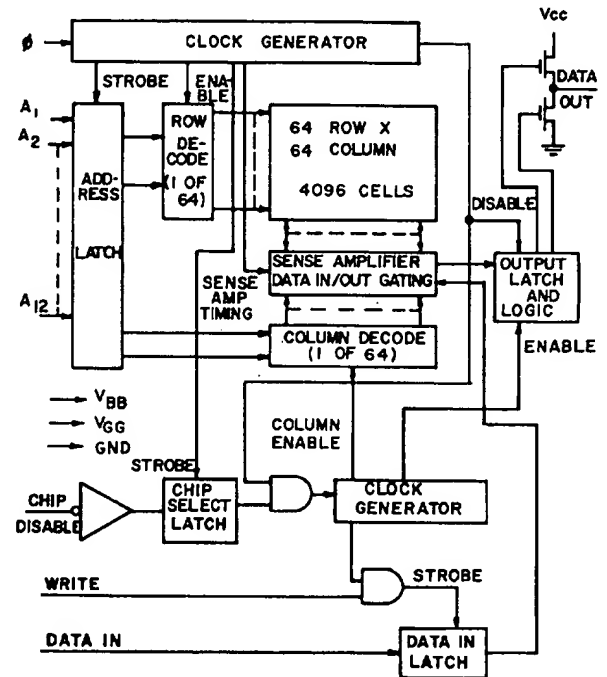 Vcc
ϕ
CLOCK GENERATOR
STROBE
ENA
BLE
DATA
OUT
A1
A2
A12
ADD-
RESS
LATCH
ROW
DE-
CODE
(1 OF
64)
64 ROW X
64 COLUMN
4096 CELLS
DISABLE
SENSE AMPLIFIER
DATA IN/OUT GATING
OUTPUT
LATCH
AND
LOGIC
SENSE
AMP
TIMING
COLUMN DECODE
(1 OF 64)
ENABLE
VBB
VGG
GND
COLUMN
ENABLE
STROBE
CHIP
DISABLE
CHIP
SELECT
LATCH
CLOCK
GENERATOR
WRITE
STROBE
DATA IN
DATA IN
LATCH